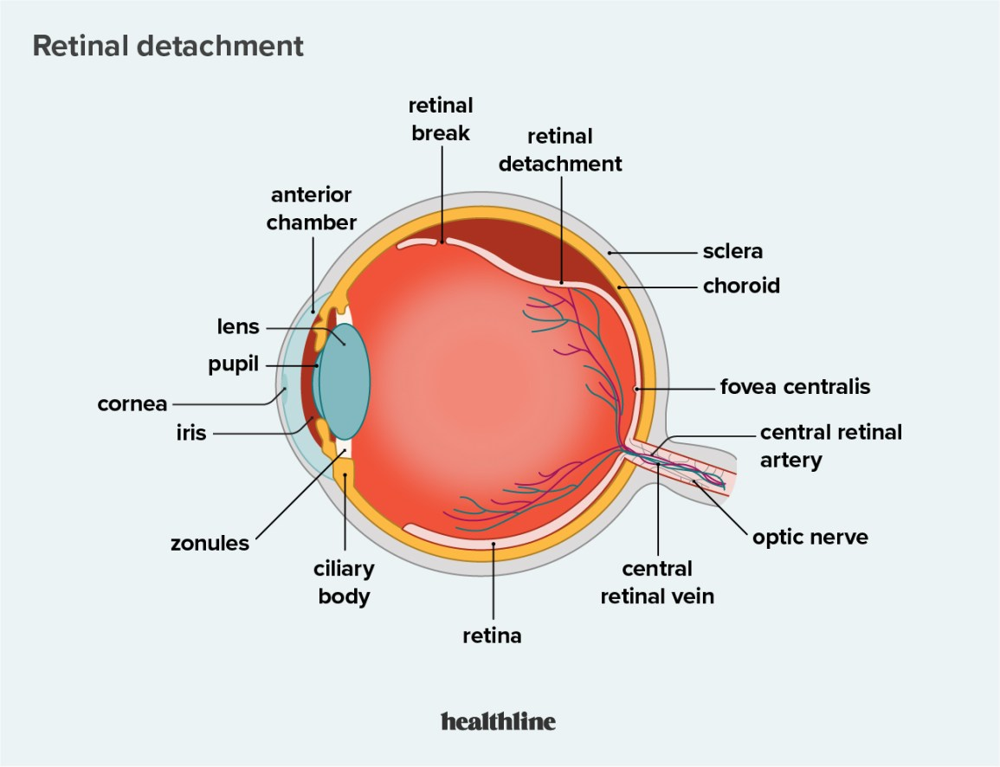 Retinal detachment
retinal
break
retinal
detachment
anterior
chamber
sclera
choroid
lens
pupil
cornea
iris
fovea centralis
central retinal
artery
zonules
optic nerve
ciliary
body
central
retinal vein
retina
healthline